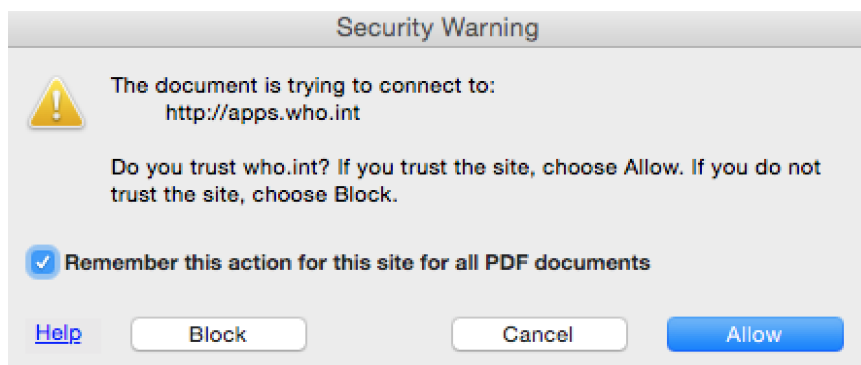 Security Warning
The document is trying to connect to:
http://apps.who.int
Do you trust who.int? If you trust the site, choose Allow. If you do not
trust the site, choose Block.
Remember this action for this site for all PDF documents
Help
Block
Cancel
Allow